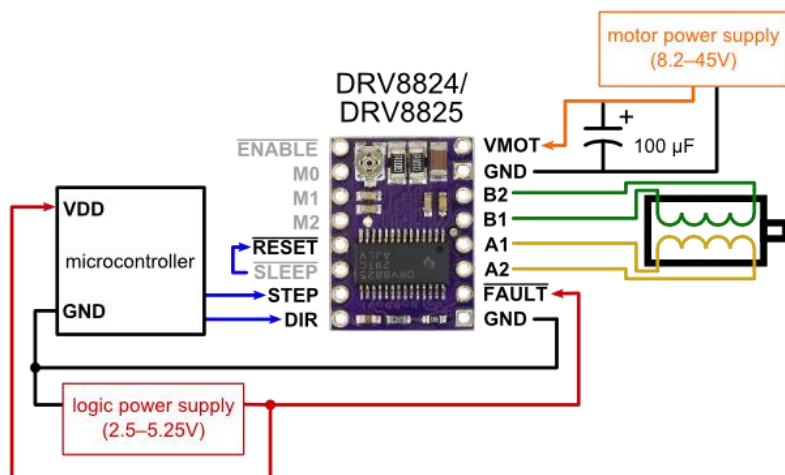 motor power supply
(8.2–45V)
DRV8824/
DRV8825
ENABLE
M0
M1
M2
RESET
SLEEP
STEP
DIR
VMOT
GND
B2
B1
A1
A2
FAULT
GND
+
100 µF
VDD
microcontroller
GND
logic power supply
(2.5–5.25V)